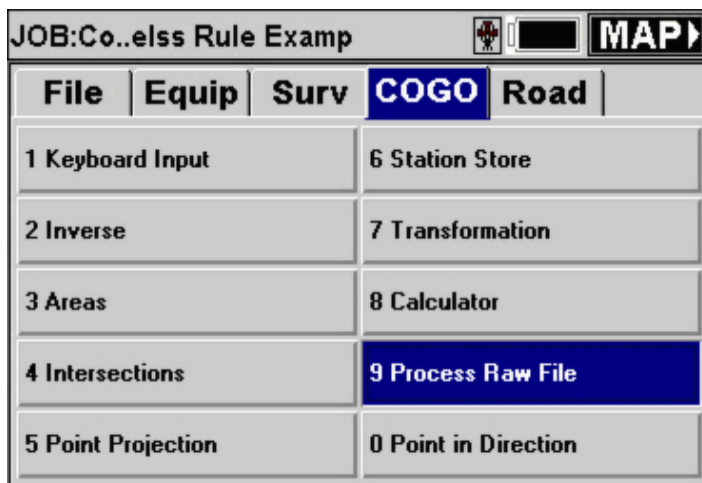 JOB:Co..elss Rule Examp MAP
File Equip Surv COGO Road
1 Keyboard Input 6 Station Store
2 Inverse 7 Transformation
3 Areas 8 Calculator
4 Intersections 9 Process Raw File
5 Point Projection 0 Point in Direction